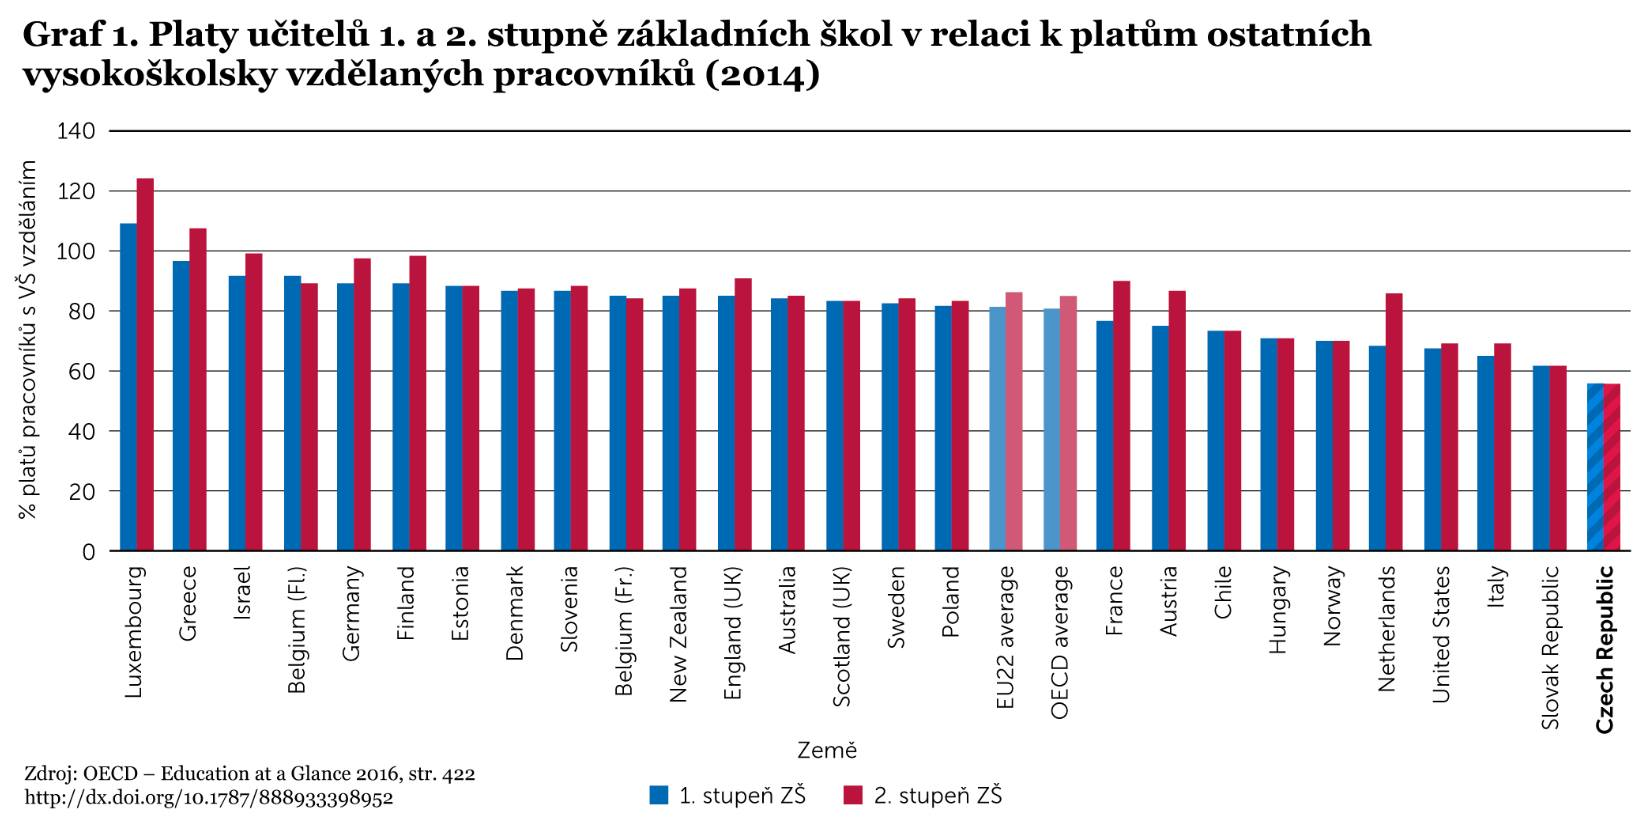 Graf 1. Platy učitelů 1. a 2. stupně základních škol v relaci k platům ostatních
vysokoškolsky vzdělaných pracovníků (2014)
% platů pracovníků s VŠ vzděláním
140
120
100
80
60
40
20
0
Luxembourg
Greece
Israel
Belgium (Fl.)
Germany
Finland
Estonia
Denmark
Slovenia
Belgium (Fr.)
New Zealand
England (UK)
Australia
Scotland (UK)
Sweden
Poland
EU22 average
OECD average
France
Austria
Chile
Hungary
Norway
Netherlands
United States
Italy
Slovak Republic
Czech Republic
Země
Zdroj: OECD – Education at a Glance 2016, str. 422
http://dx.doi.org/10.1787/888933398952
1. stupeň ZŠ
2. stupeň ZŠ